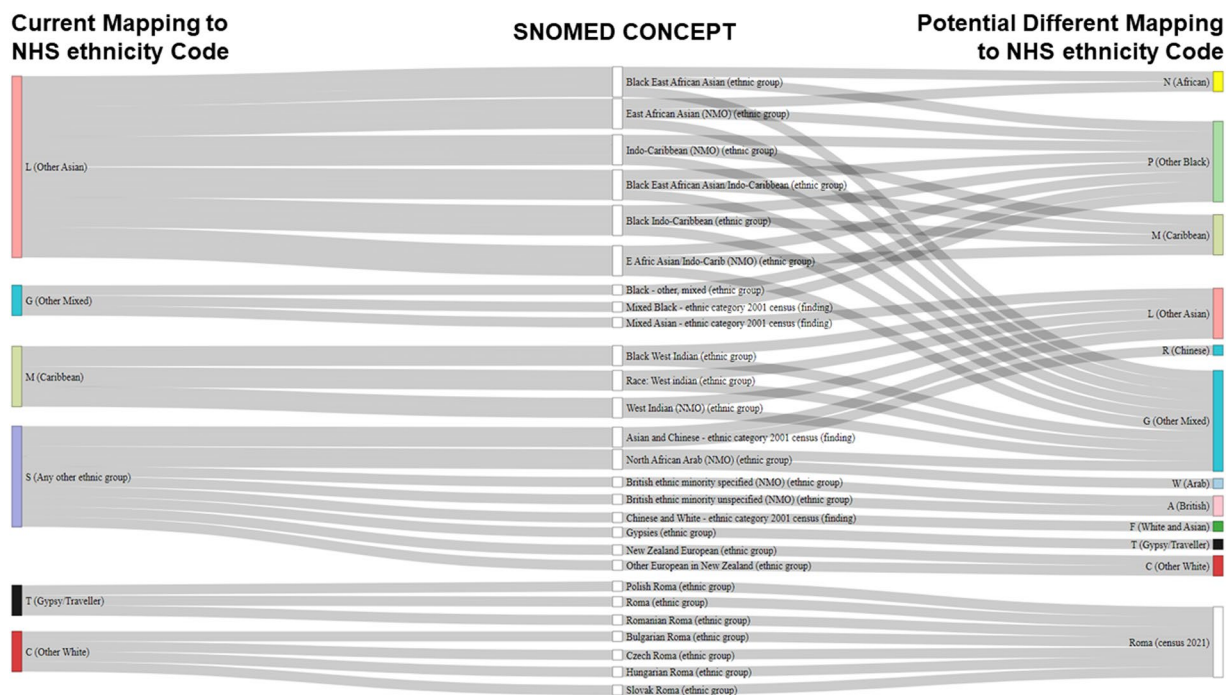 Current Mapping to
NHS ethnicity Code
SNOMED CONCEPT
Potential Different Mapping
to NHS ethnicity Code
L (Other Asian)
G (Other Mixed)
M (Caribbean)
S (Any other ethnic group)
T (Gypsy/Traveller)
C (Other White)
Black East African Asian (ethnic group)
East African Asian (NMO) (ethnic group)
Indo-Caribbean (NMO) (ethnic group)
Black East African Asian/Indo-Caribbean (ethnic group)
Black Indo-Caribbean (ethnic group)
E Afric Asian/Indo-Carib (NMO) (ethnic group)
Black - other, mixed (ethnic group)
Mixed Black - ethnic category 2001 census (finding)
Mixed Asian - ethnic category 2001 census (finding)
Black West Indian (ethnic group)
Race: West indian (ethnic group)
West Indian (NMO) (ethnic group)
Asian and Chinese - ethnic category 2001 census (finding)
North African Arab (NMO) (ethnic group)
British ethnic minority specified (NMO) (ethnic group)
British ethnic minority unspecified (NMO) (ethnic group)
Chinese and White - ethnic category 2001 census (finding)
Gypsies (ethnic group)
New Zealand European (ethnic group)
Other European in New Zealand (ethnic group)
Polish Roma (ethnic group)
Roma (ethnic group)
Romanian Roma (ethnic group)
Bulgarian Roma (ethnic group)
Czech Roma (ethnic group)
Hungarian Roma (ethnic group)
Slovak Roma (ethnic group)
N (African)
P (Other Black)
M (Caribbean)
L (Other Asian)
R (Chinese)
G (Other Mixed)
W (Arab)
A (British)
F (White and Asian)
T (Gypsy/Traveller)
C (Other White)
Roma (census 2021)